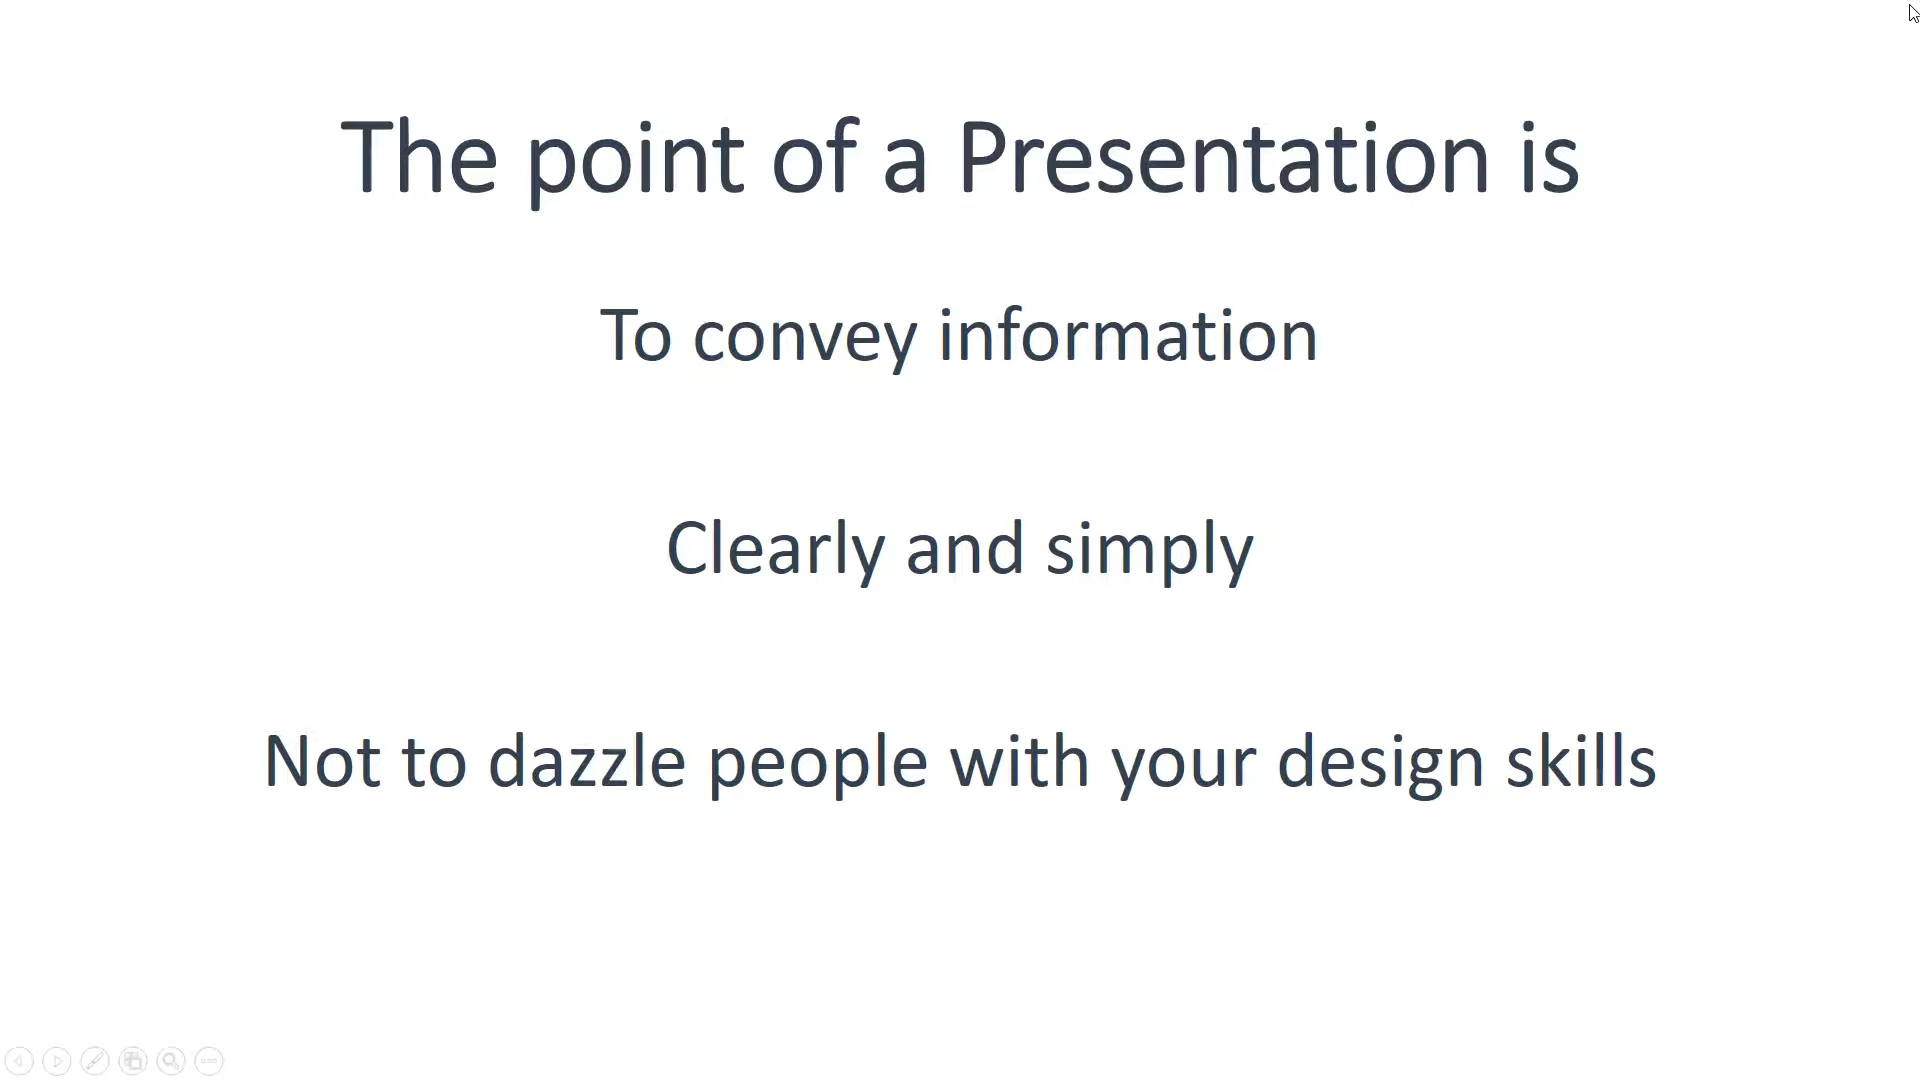 The point of a Presentation is
To convey information
Clearly and simply
Not to dazzle people with your design skills